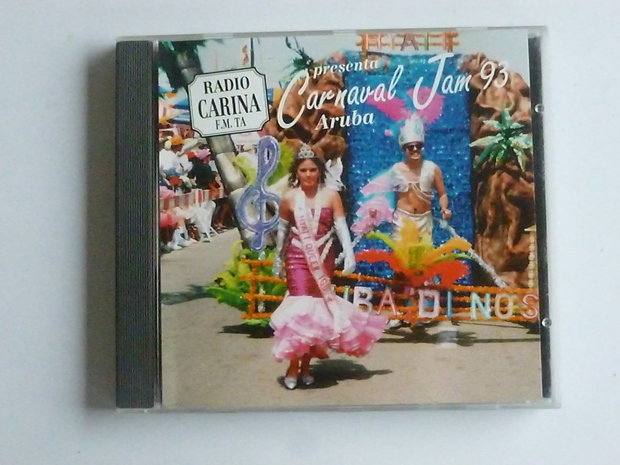 RADIO
CARINA
F.M. TA
presenta
Carnaval Jam 93
Aruba
BA DI NOS